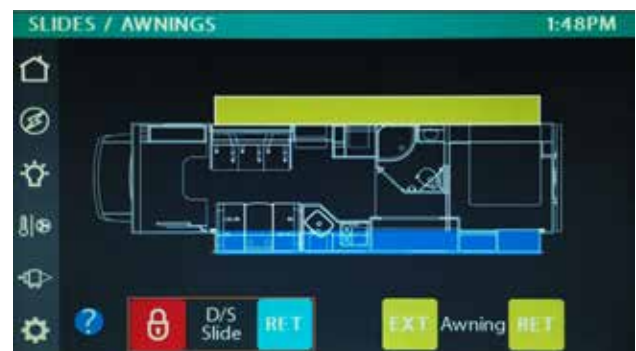 SLIDES / AWNINGS
1:48PM
?
D/S
Slide
RET
EXT
Awning
RET